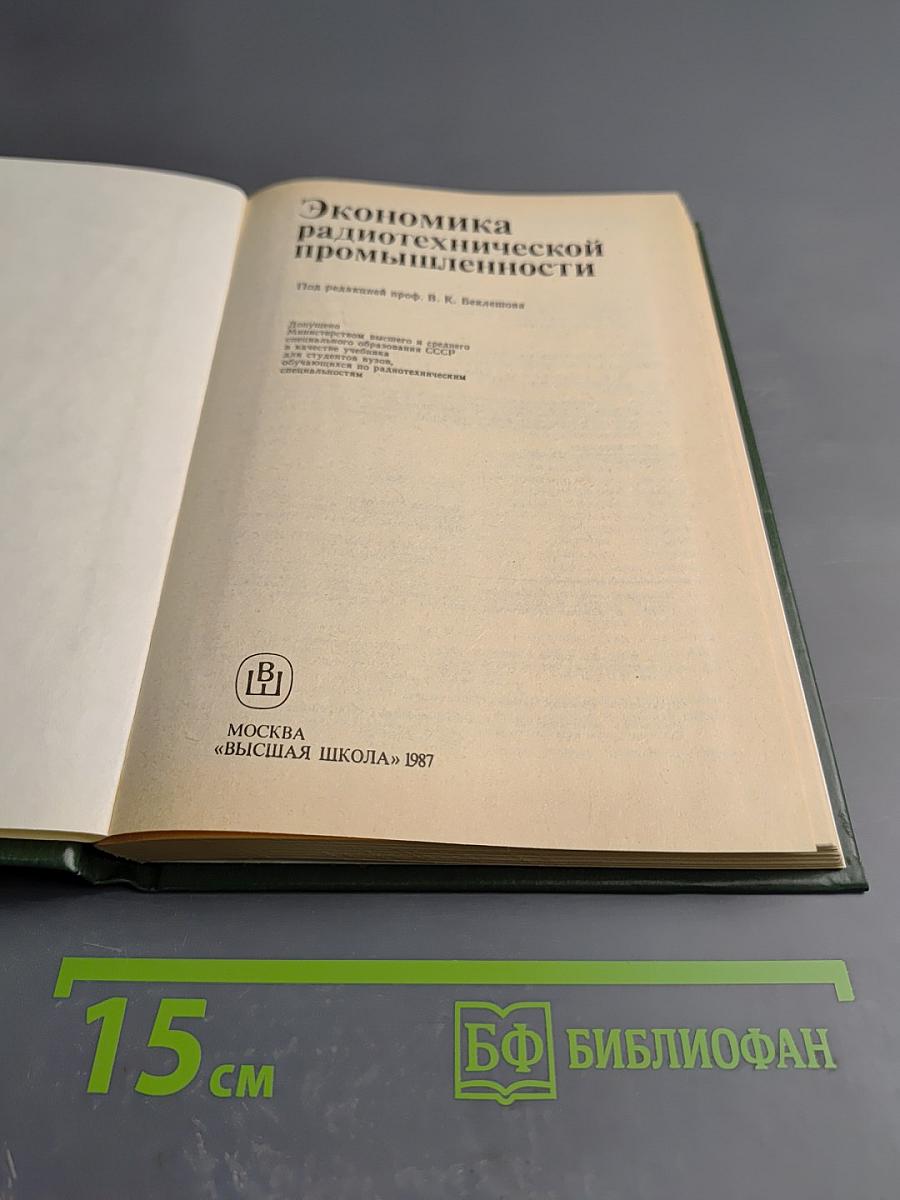 Экономика
радиотехнической
промышленности
Под редакцией проф. В. К. Беклешова
Допущено
Министерством высшего и среднего
специального образования СССР
в качестве учебника
для студентов вузов,
обучающихся по радиотехническим
специальностям
ВШ
МОСКВА
«ВЫСШАЯ ШКОЛА» 1987
15 см
БФ БИБЛИОФАН